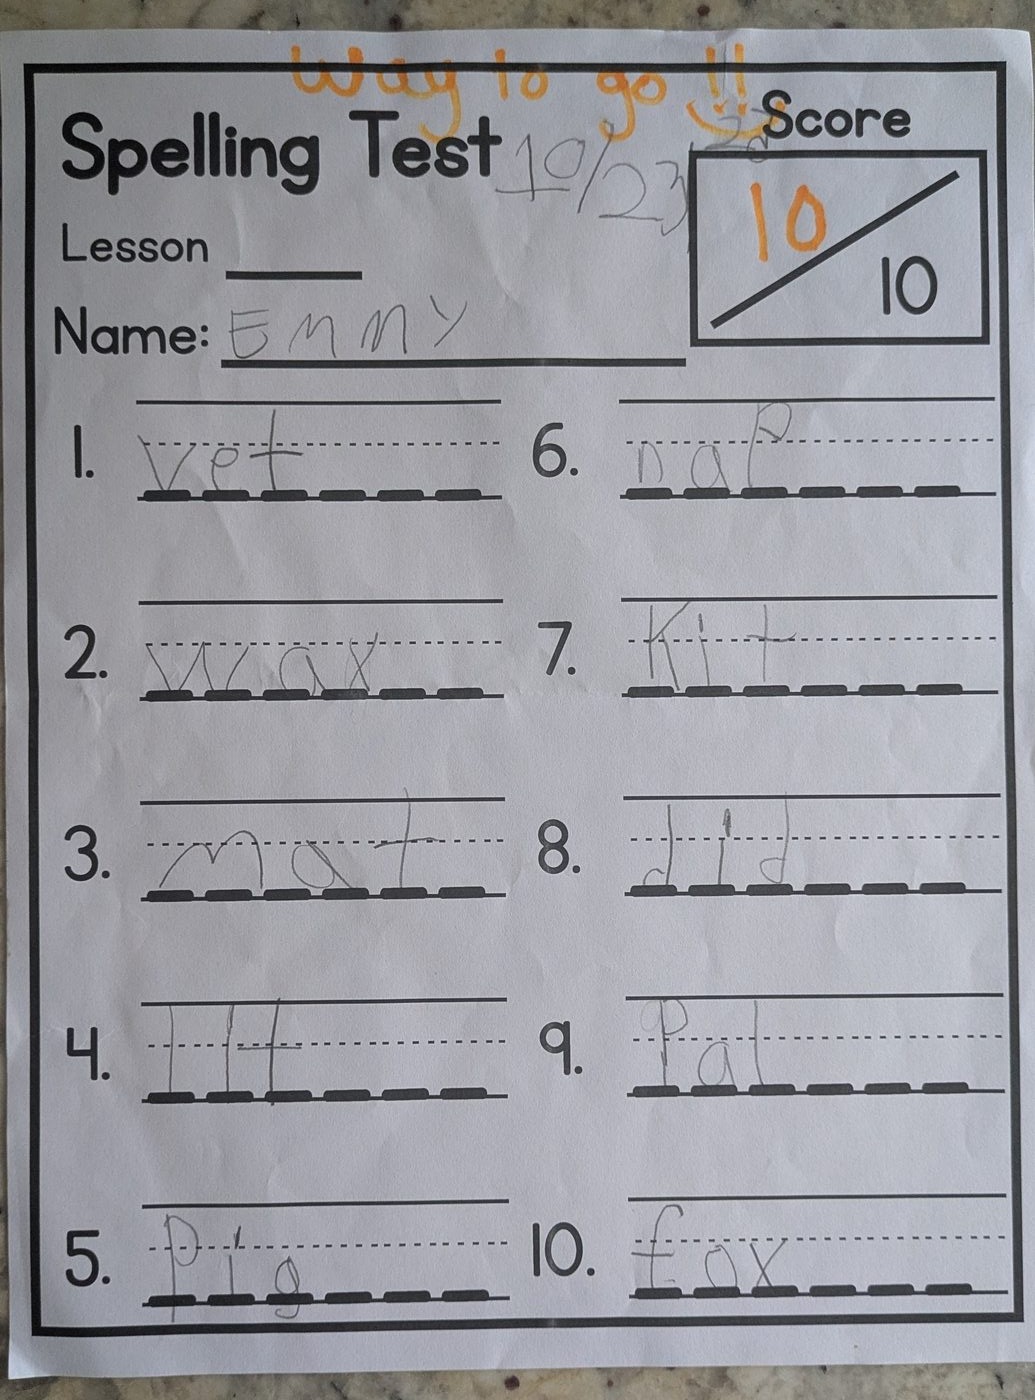 Way to go !!
Spelling Test 10/23
Score
10
10
Lesson
Name: Emmy
1. vet
2. wax
3. mat
4. lit
5. Pig
6. naP
7. Kit
8. did
9. Pal
10. fox